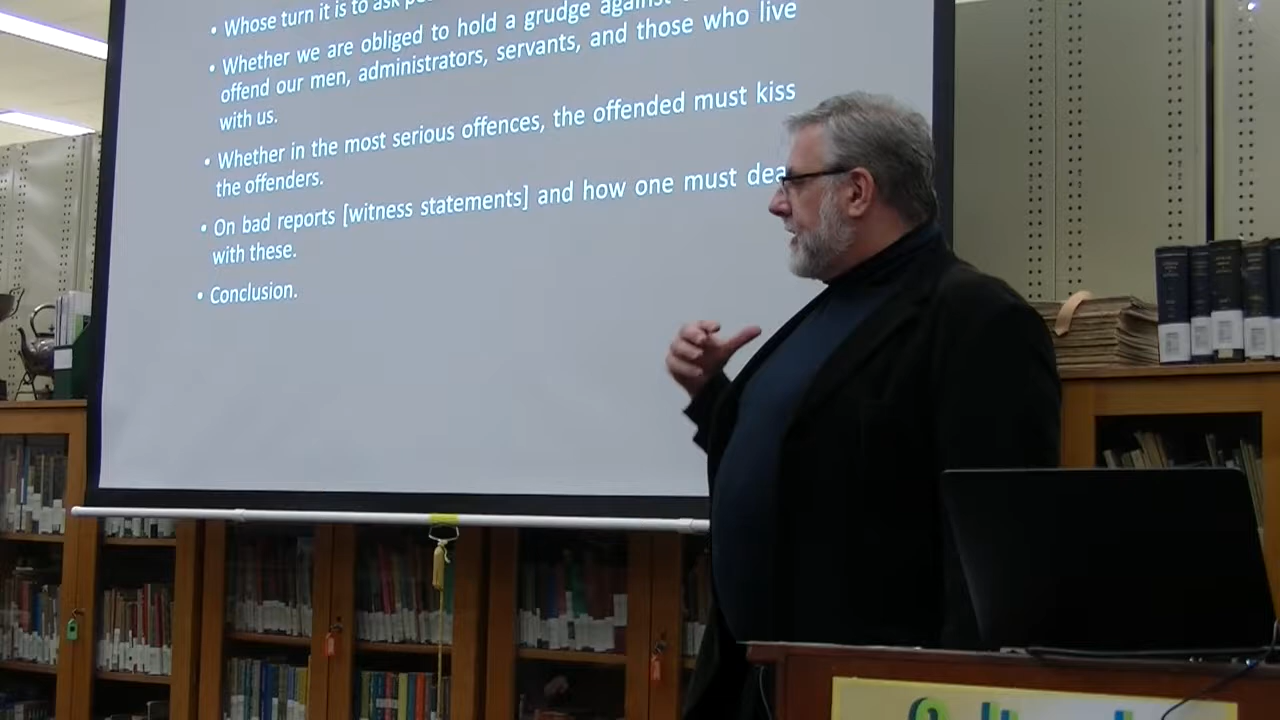 • Whose turn it is to ask
• Whether we are obliged to hold a grudge against
offend our men, administrators, servants, and those who live
with us.
• Whether in the most serious offences, the offended must kiss
the offenders.
• On bad reports [witness statements] and how one must
with these.
• Conclusion.